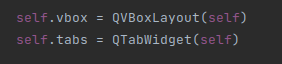 self.vbox = QVBoxLayout(self)
self.tabs = QTabWidget(self)